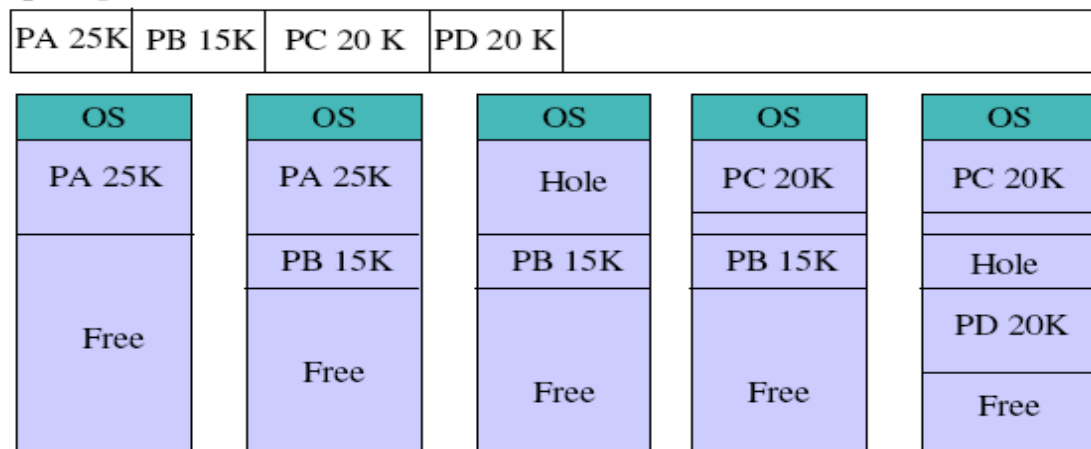 PA 25K PB 15K PC 20 K PD 20 K
OS OS OS OS OS
PA 25K PA 25K Hole PC 20K PC 20K
PB 15K PB 15K PB 15K Hole
Free Free Free Free PD 20K
Free